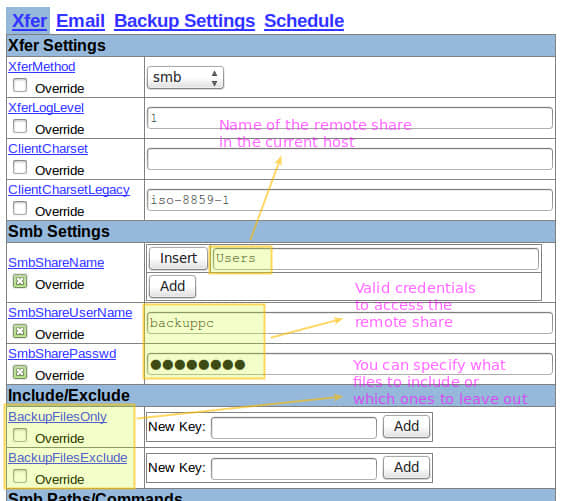 Xfer Email Backup Settings Schedule
Xfer Settings
XferMethod
Override
smb
XferLogLevel
Override
1
Name of the remote share
in the current host
ClientCharset
Override
ClientCharsetLegacy
Override
iso-8859-1
Smb Settings
SmbShareName
Override
Insert Users
Add
Valid credentials
to access the
remote share
SmbShareUserName
Override
backuppc
SmbSharePasswd
Override
●●●●●●●●
You can specify what
files to include or
which ones to leave out
Include/Exclude
BackupFilesOnly
Override
New Key: Add
BackupFilesExclude
Override
New Key: Add
Smb Paths/Commands